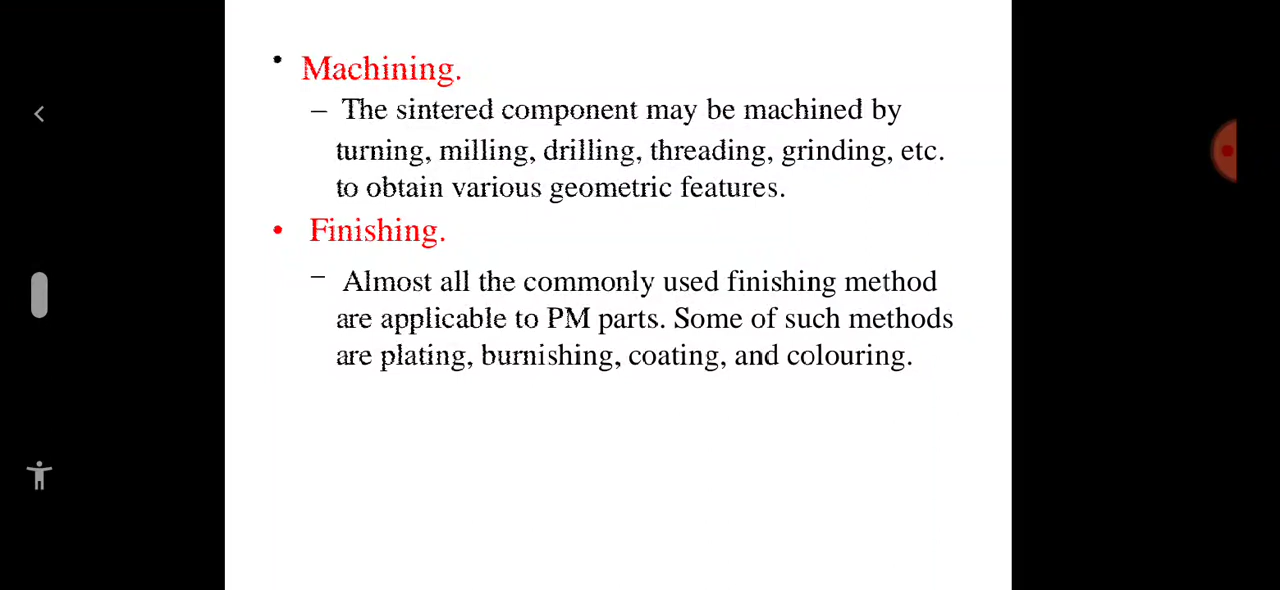 • Machining.
– The sintered component may be machined by
turning, milling, drilling, threading, grinding, etc.
to obtain various geometric features.
• Finishing.
– Almost all the commonly used finishing method
are applicable to PM parts. Some of such methods
are plating, burnishing, coating, and colouring.